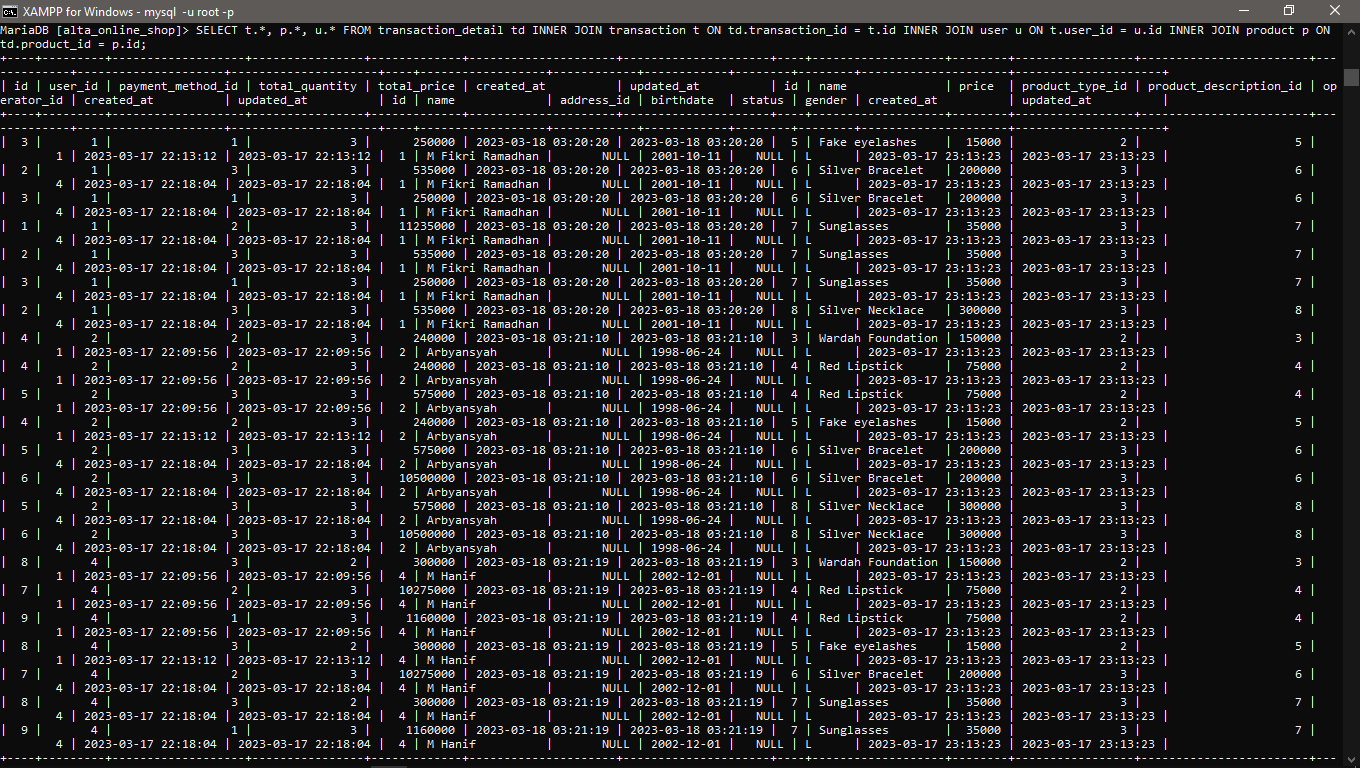 XAMPP for Windows - mysql -u root -p
MariaDB [alta_online_shop]> SELECT t.*, p.*, u.* FROM transaction_detail td INNER JOIN transaction t ON td.transaction_id = t.id INNER JOIN user u ON t.user_id = u.id INNER JOIN product p ON
td.product_id = p.id;
| id | user_id | payment_method_id | total_quantity | total_price | created_at | updated_at | id | name | price | product_type_id | product_description_id | op
erator_id | created_at | updated_at | id | name | address_id | birthdate | status | gender | created_at | updated_at |
| 3 | 1 | 1 | 3 | 250000 | 2023-03-18 03:20:20 | 2023-03-18 03:20:20 | 5 | Fake eyelashes | 15000 | 2 | 5 |
1 | 2023-03-17 22:13:12 | 2023-03-17 22:13:12 | 1 | M Fikri Ramadhan | NULL | 2001-10-11 | NULL | L | 2023-03-17 23:13:23 | 2023-03-17 23:13:23 |
| 2 | 1 | 3 | 3 | 535000 | 2023-03-18 03:20:20 | 2023-03-18 03:20:20 | 6 | Silver Bracelet | 200000 | 3 | 6 |
4 | 2023-03-17 22:18:04 | 2023-03-17 22:18:04 | 1 | M Fikri Ramadhan | NULL | 2001-10-11 | NULL | L | 2023-03-17 23:13:23 | 2023-03-17 23:13:23 |
| 3 | 1 | 1 | 3 | 250000 | 2023-03-18 03:20:20 | 2023-03-18 03:20:20 | 6 | Silver Bracelet | 200000 | 3 | 6 |
4 | 2023-03-17 22:18:04 | 2023-03-17 22:18:04 | 1 | M Fikri Ramadhan | NULL | 2001-10-11 | NULL | L | 2023-03-17 23:13:23 | 2023-03-17 23:13:23 |
| 1 | 1 | 2 | 3 | 11235000 | 2023-03-18 03:20:20 | 2023-03-18 03:20:20 | 7 | Sunglasses | 35000 | 3 | 7 |
4 | 2023-03-17 22:18:04 | 2023-03-17 22:18:04 | 1 | M Fikri Ramadhan | NULL | 2001-10-11 | NULL | L | 2023-03-17 23:13:23 | 2023-03-17 23:13:23 |
| 2 | 1 | 3 | 3 | 535000 | 2023-03-18 03:20:20 | 2023-03-18 03:20:20 | 7 | Sunglasses | 35000 | 3 | 7 |
4 | 2023-03-17 22:18:04 | 2023-03-17 22:18:04 | 1 | M Fikri Ramadhan | NULL | 2001-10-11 | NULL | L | 2023-03-17 23:13:23 | 2023-03-17 23:13:23 |
| 3 | 1 | 1 | 3 | 250000 | 2023-03-18 03:20:20 | 2023-03-18 03:20:20 | 7 | Sunglasses | 35000 | 3 | 7 |
4 | 2023-03-17 22:18:04 | 2023-03-17 22:18:04 | 1 | M Fikri Ramadhan | NULL | 2001-10-11 | NULL | L | 2023-03-17 23:13:23 | 2023-03-17 23:13:23 |
| 2 | 1 | 3 | 3 | 535000 | 2023-03-18 03:20:20 | 2023-03-18 03:20:20 | 8 | Silver Necklace | 300000 | 3 | 8 |
4 | 2023-03-17 22:18:04 | 2023-03-17 22:18:04 | 1 | M Fikri Ramadhan | NULL | 2001-10-11 | NULL | L | 2023-03-17 23:13:23 | 2023-03-17 23:13:23 |
| 4 | 2 | 2 | 3 | 240000 | 2023-03-18 03:21:10 | 2023-03-18 03:21:10 | 3 | Wardah Foundation | 150000 | 2 | 3 |
1 | 2023-03-17 22:09:56 | 2023-03-17 22:09:56 | 2 | Arbyansyah | NULL | 1998-06-24 | NULL | L | 2023-03-17 23:13:23 | 2023-03-17 23:13:23 |
| 4 | 2 | 2 | 3 | 240000 | 2023-03-18 03:21:10 | 2023-03-18 03:21:10 | 4 | Red Lipstick | 75000 | 2 | 4 |
1 | 2023-03-17 22:09:56 | 2023-03-17 22:09:56 | 2 | Arbyansyah | NULL | 1998-06-24 | NULL | L | 2023-03-17 23:13:23 | 2023-03-17 23:13:23 |
| 5 | 2 | 3 | 3 | 575000 | 2023-03-18 03:21:10 | 2023-03-18 03:21:10 | 4 | Red Lipstick | 75000 | 2 | 4 |
1 | 2023-03-17 22:09:56 | 2023-03-17 22:09:56 | 2 | Arbyansyah | NULL | 1998-06-24 | NULL | L | 2023-03-17 23:13:23 | 2023-03-17 23:13:23 |
| 4 | 2 | 2 | 3 | 240000 | 2023-03-18 03:21:10 | 2023-03-18 03:21:10 | 5 | Fake eyelashes | 15000 | 2 | 5 |
1 | 2023-03-17 22:13:12 | 2023-03-17 22:13:12 | 2 | Arbyansyah | NULL | 1998-06-24 | NULL | L | 2023-03-17 23:13:23 | 2023-03-17 23:13:23 |
| 5 | 2 | 3 | 3 | 575000 | 2023-03-18 03:21:10 | 2023-03-18 03:21:10 | 6 | Silver Bracelet | 200000 | 3 | 6 |
4 | 2023-03-17 22:18:04 | 2023-03-17 22:18:04 | 2 | Arbyansyah | NULL | 1998-06-24 | NULL | L | 2023-03-17 23:13:23 | 2023-03-17 23:13:23 |
| 6 | 2 | 3 | 3 | 10500000 | 2023-03-18 03:21:10 | 2023-03-18 03:21:10 | 6 | Silver Bracelet | 200000 | 3 | 6 |
4 | 2023-03-17 22:18:04 | 2023-03-17 22:18:04 | 2 | Arbyansyah | NULL | 1998-06-24 | NULL | L | 2023-03-17 23:13:23 | 2023-03-17 23:13:23 |
| 5 | 2 | 3 | 3 | 575000 | 2023-03-18 03:21:10 | 2023-03-18 03:21:10 | 8 | Silver Necklace | 300000 | 3 | 8 |
4 | 2023-03-17 22:18:04 | 2023-03-17 22:18:04 | 2 | Arbyansyah | NULL | 1998-06-24 | NULL | L | 2023-03-17 23:13:23 | 2023-03-17 23:13:23 |
| 6 | 2 | 3 | 3 | 10500000 | 2023-03-18 03:21:10 | 2023-03-18 03:21:10 | 8 | Silver Necklace | 300000 | 3 | 8 |
4 | 2023-03-17 22:18:04 | 2023-03-17 22:18:04 | 2 | Arbyansyah | NULL | 1998-06-24 | NULL | L | 2023-03-17 23:13:23 | 2023-03-17 23:13:23 |
| 8 | 4 | 3 | 2 | 300000 | 2023-03-18 03:21:19 | 2023-03-18 03:21:19 | 3 | Wardah Foundation | 150000 | 2 | 3 |
1 | 2023-03-17 22:09:56 | 2023-03-17 22:09:56 | 4 | M Hanif | NULL | 2002-12-01 | NULL | L | 2023-03-17 23:13:23 | 2023-03-17 23:13:23 |
| 7 | 4 | 2 | 3 | 10275000 | 2023-03-18 03:21:19 | 2023-03-18 03:21:19 | 4 | Red Lipstick | 75000 | 2 | 4 |
1 | 2023-03-17 22:09:56 | 2023-03-17 22:09:56 | 4 | M Hanif | NULL | 2002-12-01 | NULL | L | 2023-03-17 23:13:23 | 2023-03-17 23:13:23 |
| 9 | 4 | 1 | 3 | 1160000 | 2023-03-18 03:21:19 | 2023-03-18 03:21:19 | 4 | Red Lipstick | 75000 | 2 | 4 |
1 | 2023-03-17 22:09:56 | 2023-03-17 22:09:56 | 4 | M Hanif | NULL | 2002-12-01 | NULL | L | 2023-03-17 23:13:23 | 2023-03-17 23:13:23 |
| 8 | 4 | 3 | 2 | 300000 | 2023-03-18 03:21:19 | 2023-03-18 03:21:19 | 5 | Fake eyelashes | 15000 | 2 | 5 |
1 | 2023-03-17 22:13:12 | 2023-03-17 22:13:12 | 4 | M Hanif | NULL | 2002-12-01 | NULL | L | 2023-03-17 23:13:23 | 2023-03-17 23:13:23 |
| 7 | 4 | 2 | 3 | 10275000 | 2023-03-18 03:21:19 | 2023-03-18 03:21:19 | 6 | Silver Bracelet | 200000 | 3 | 6 |
4 | 2023-03-17 22:18:04 | 2023-03-17 22:18:04 | 4 | M Hanif | NULL | 2002-12-01 | NULL | L | 2023-03-17 23:13:23 | 2023-03-17 23:13:23 |
| 8 | 4 | 3 | 2 | 300000 | 2023-03-18 03:21:19 | 2023-03-18 03:21:19 | 7 | Sunglasses | 35000 | 3 | 7 |
4 | 2023-03-17 22:18:04 | 2023-03-17 22:18:04 | 4 | M Hanif | NULL | 2002-12-01 | NULL | L | 2023-03-17 23:13:23 | 2023-03-17 23:13:23 |
| 9 | 4 | 1 | 3 | 1160000 | 2023-03-18 03:21:19 | 2023-03-18 03:21:19 | 7 | Sunglasses | 35000 | 3 | 7 |
4 | 2023-03-17 22:18:04 | 2023-03-17 22:18:04 | 4 | M Hanif | NULL | 2002-12-01 | NULL | L | 2023-03-17 23:13:23 | 2023-03-17 23:13:23 |